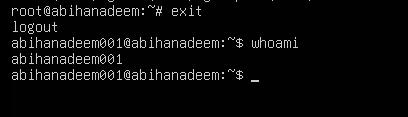 root@abihanadeem:~# exit
logout
abihanadeem001@abihanadeem:~$ whoami
abihanadeem001
abihanadeem001@abihanadeem:~$ _